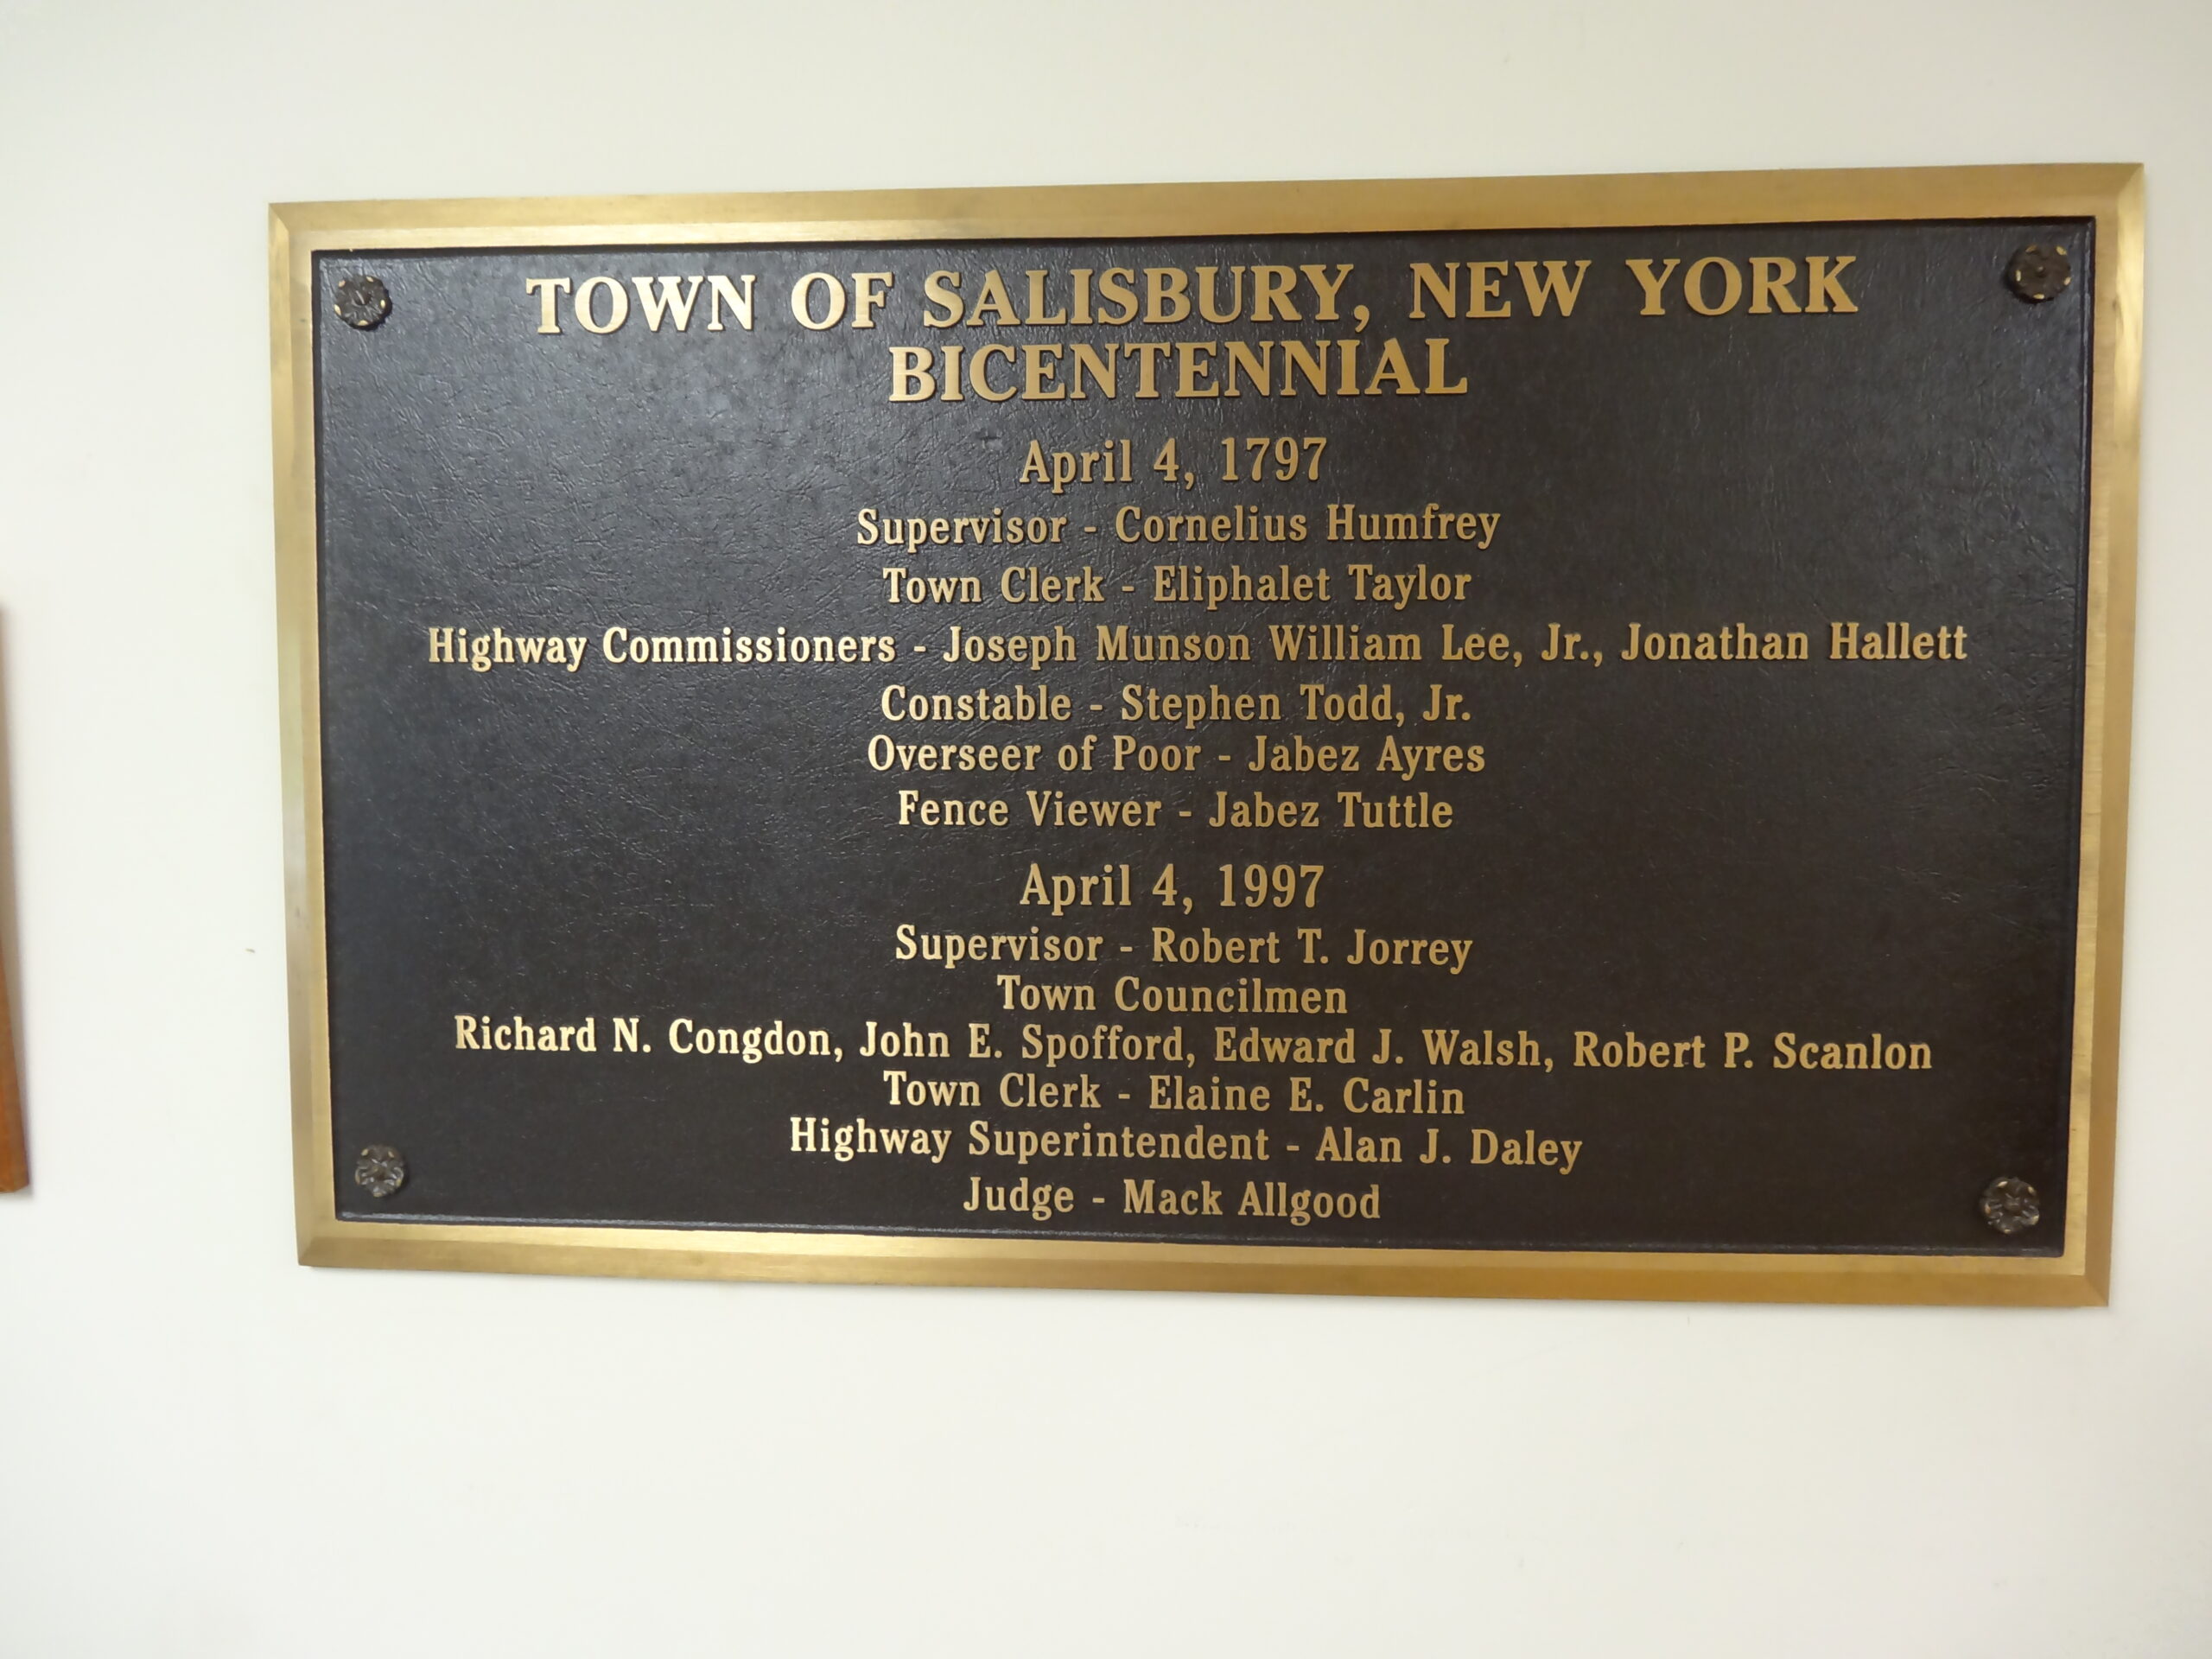 TOWN OF SALISBURY, NEW YORK
BICENTENNIAL
April 4, 1797
Supervisor - Cornelius Humfrey
Town Clerk - Eliphalet Taylor
Highway Commissioners - Joseph Munson William Lee, Jr., Jonathan Hallett
Constable - Stephen Todd, Jr.
Overseer of Poor - Jabez Ayres
Fence Viewer - Jabez Tuttle
April 4, 1997
Supervisor - Robert T. Jorrey
Town Councilmen
Richard N. Congdon, John E. Spofford, Edward J. Walsh, Robert P. Scanlon
Town Clerk - Elaine E. Carlin
Highway Superintendent - Alan J. Daley
Judge - Mack Allgood